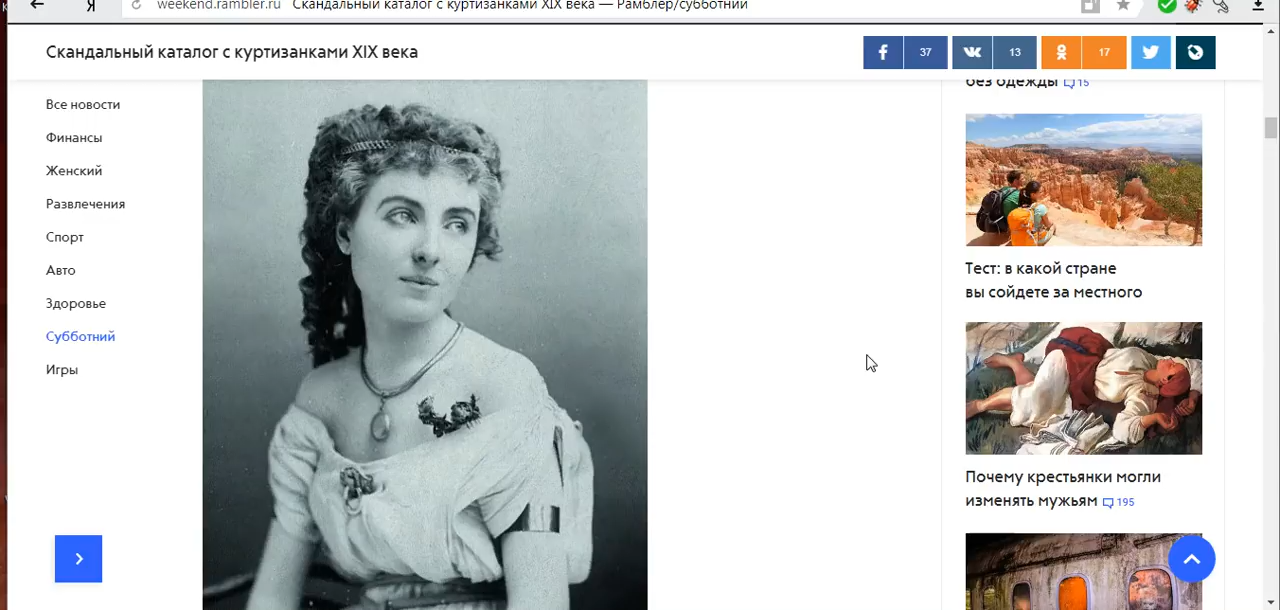 weekend.rambler.ru Скандальный каталог с куртизанками XIX века — Рамблер/субботний
Скандальный каталог с куртизанками XIX века
37
13
17
Все новости
Финансы
Женский
Развлечения
Спорт
Авто
Здоровье
Субботний
Игры
без одежды 15
Тест: в какой стране
вы сойдете за местного
Почему крестьянки могли
изменять мужьям 195